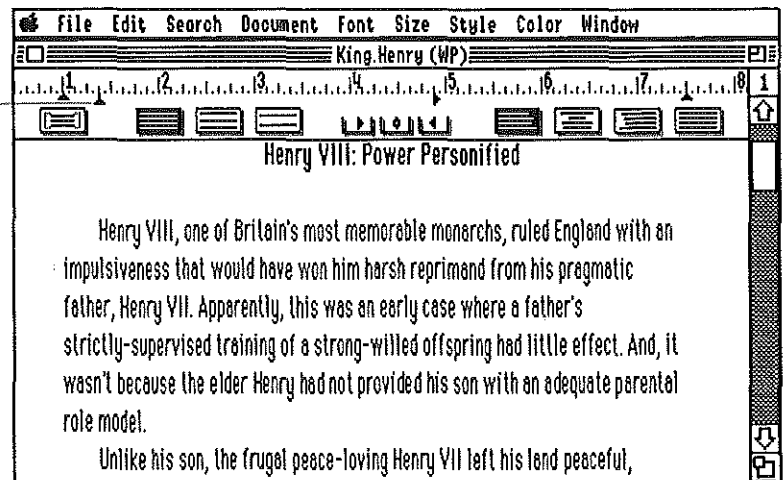 File Edit Search Document Font Size Style Color Window
King.Henry (WP)
1 2 3 4 5 6 7 8 1
Henry VIII: Power Personified
Henry VIII, one of Britain's most memorable monarchs, ruled England with an
impulsiveness that would have won him harsh reprimand from his pragmatic
father, Henry VII. Apparently, this was an early case where a father's
strictly-supervised training of a strong-willed offspring had little effect. And, it
wasn't because the elder Henry had not provided his son with an adequate parental
role model.
Unlike his son, the frugal peace-loving Henry VII left his land peaceful,